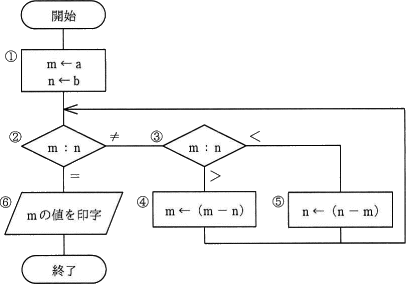 開始
①
m ← a
n ← b
② m : n ≠ ③ m : n <
= >
⑥ mの値を印字 ④ m ← (m − n) ⑤ n ← (n − m)
終了